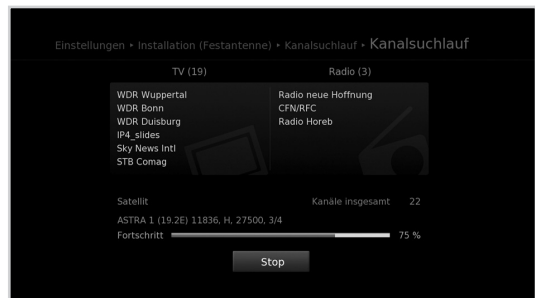 Einstellungen ▸ Installation (Festantenne) ▸ Kanalsuchlauf ▸ Kanalsuchlauf
TV (19)
Radio (3)
WDR Wuppertal
WDR Bonn
WDR Duisburg
IP4_slides
Sky News Intl
STB Comag
Radio neue Hoffnung
CFN/RFC
Radio Horeb
Satellit
Kanäle insgesamt 22
ASTRA 1 (19.2E) 11836, H, 27500, 3/4
Fortschritt 75 %
Stop